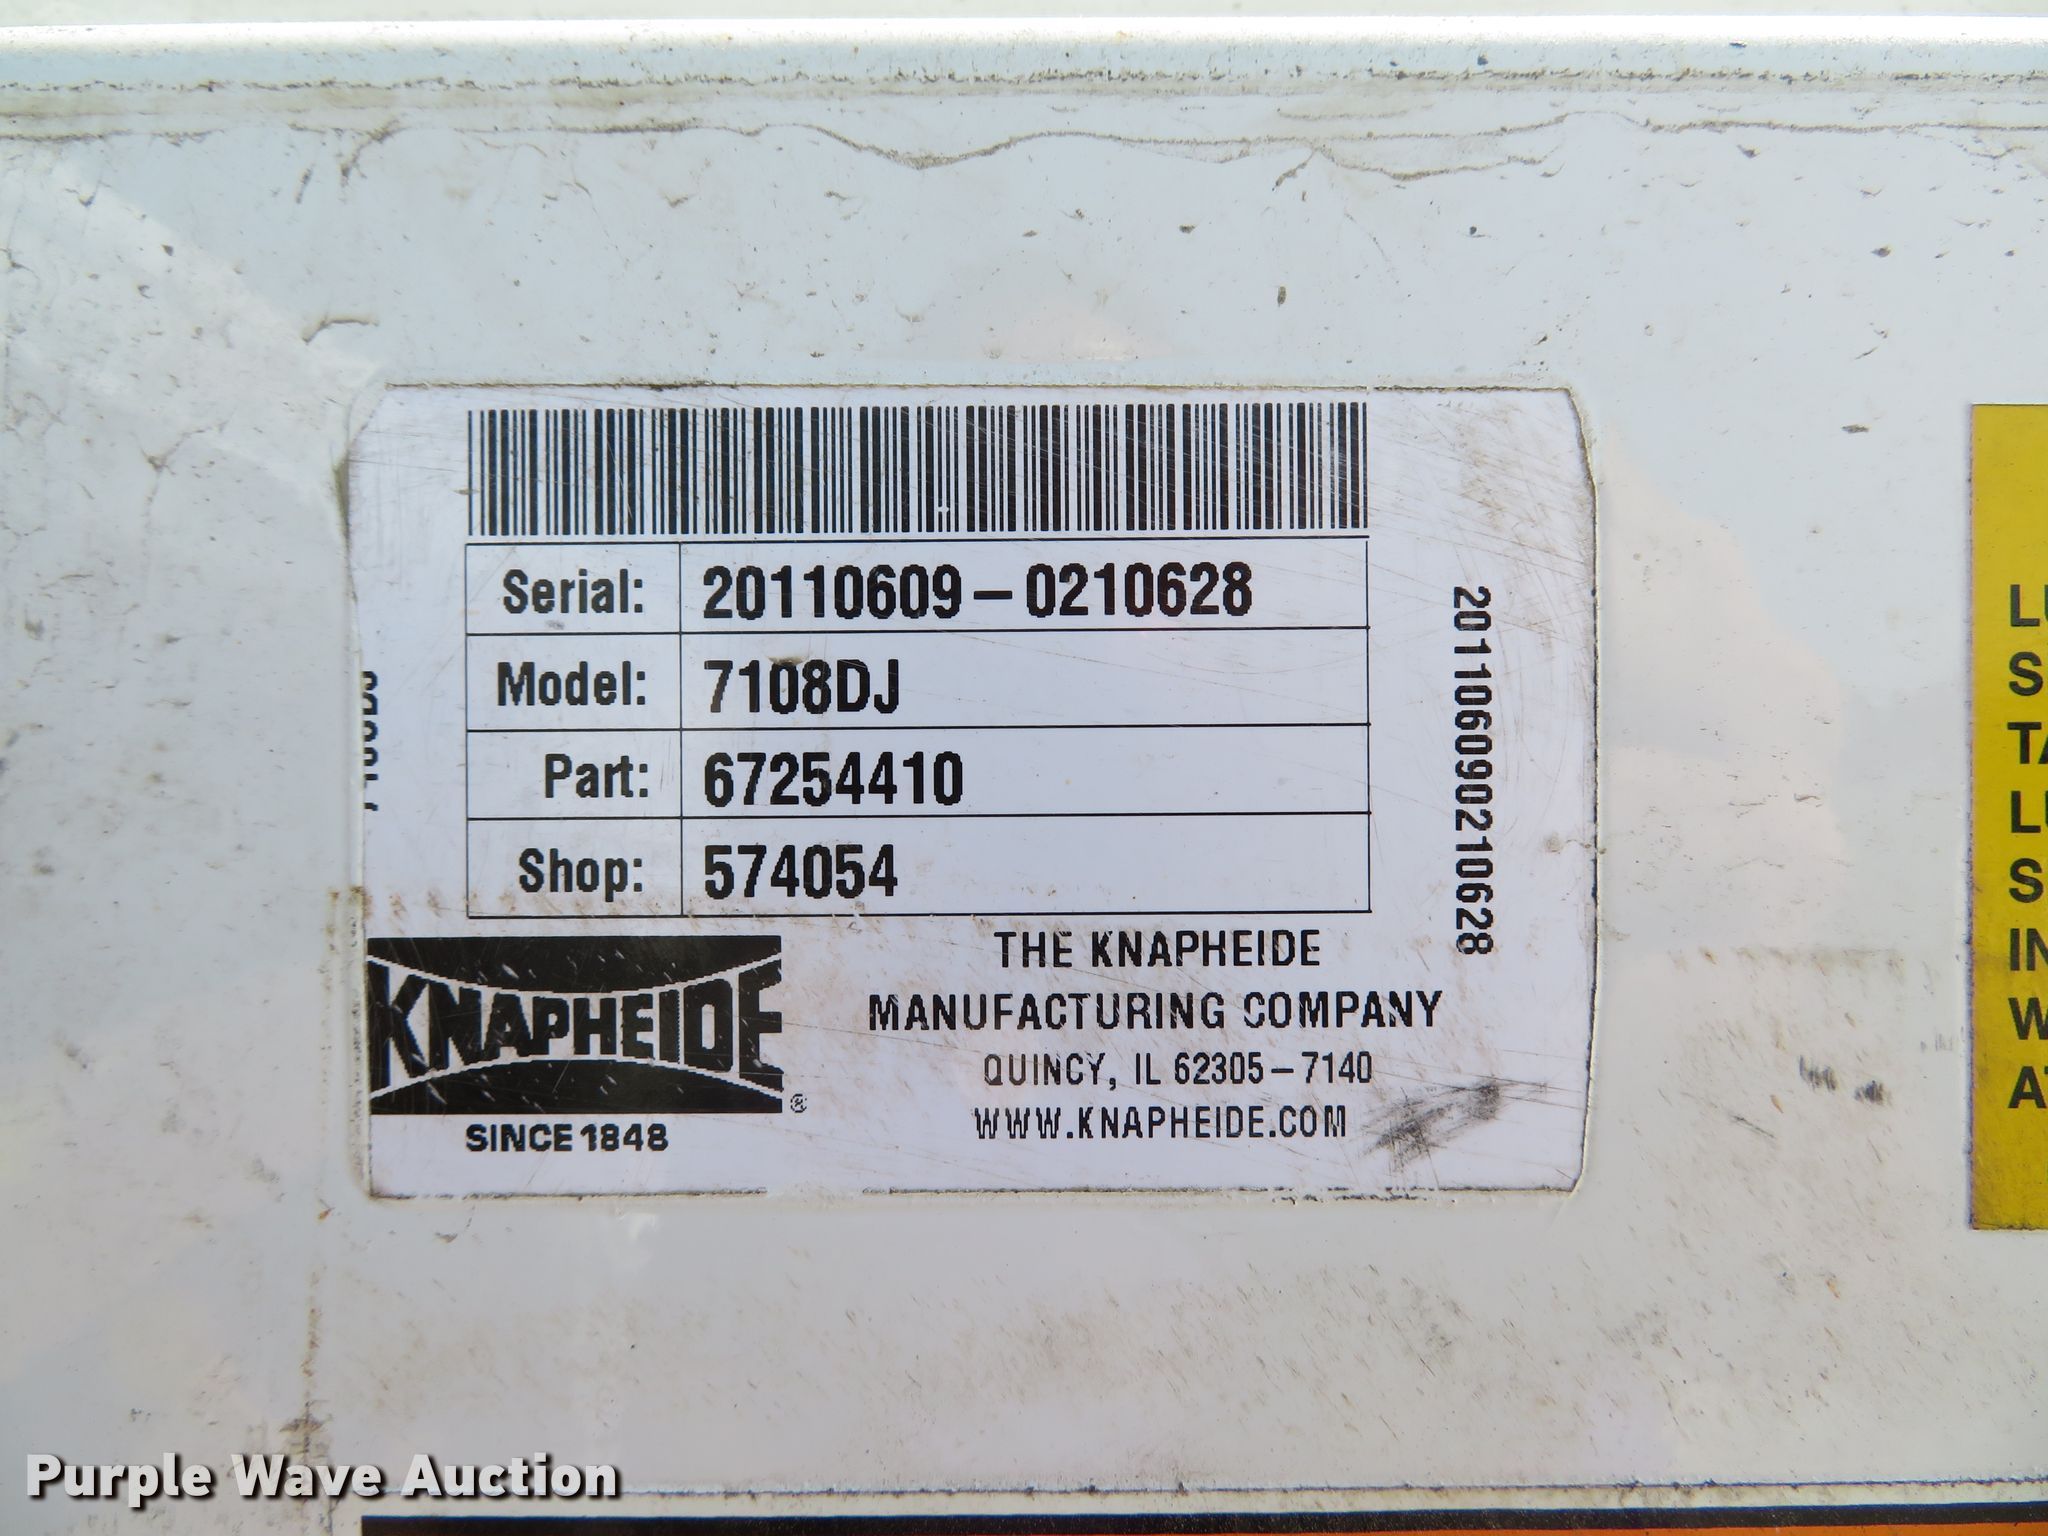 Serial: 20110609-0210628
Model: 7108DJ
Part: 67254410
Shop: 574054
201106090210628
KNAPHEIDE®
SINCE 1848
THE KNAPHEIDE
MANUFACTURING COMPANY
QUINCY, IL 62305-7140
WWW.KNAPHEIDE.COM
Purple Wave Auction